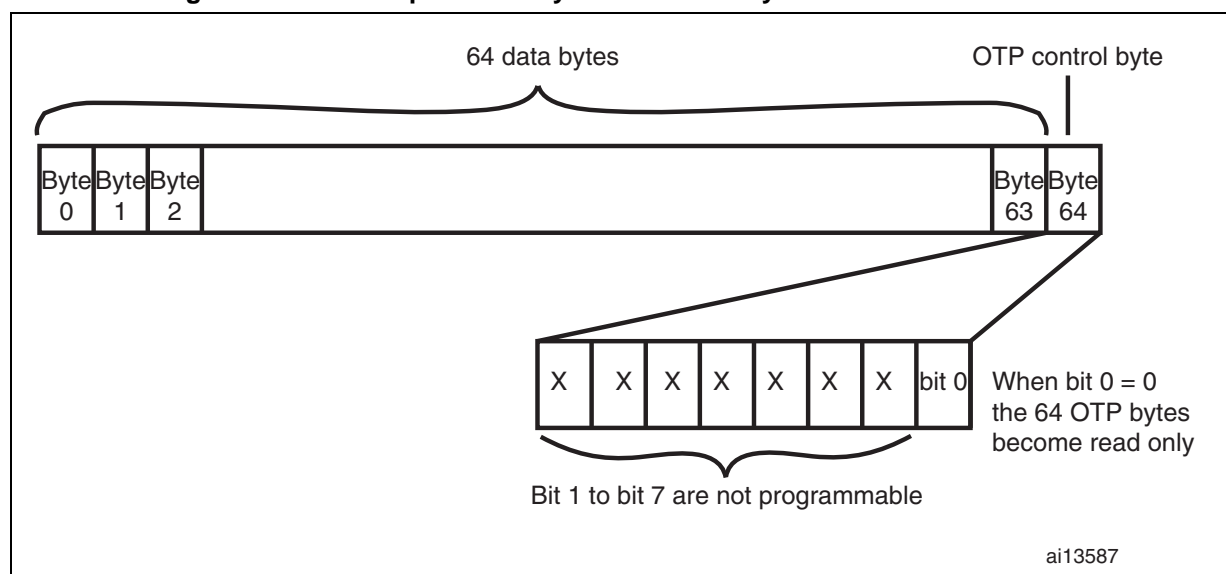 64 data bytes
OTP control byte
Byte Byte Byte Byte Byte
0 1 2 63 64
X X X X X X X bit 0
When bit 0 = 0
the 64 OTP bytes
become read only
Bit 1 to bit 7 are not programmable
ai13587